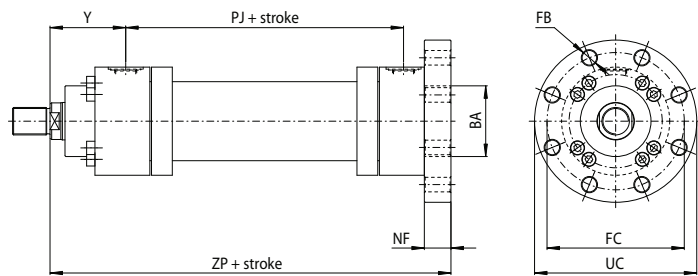 Y
PJ + stroke
FB
BA
NF
FC
ZP + stroke
UC